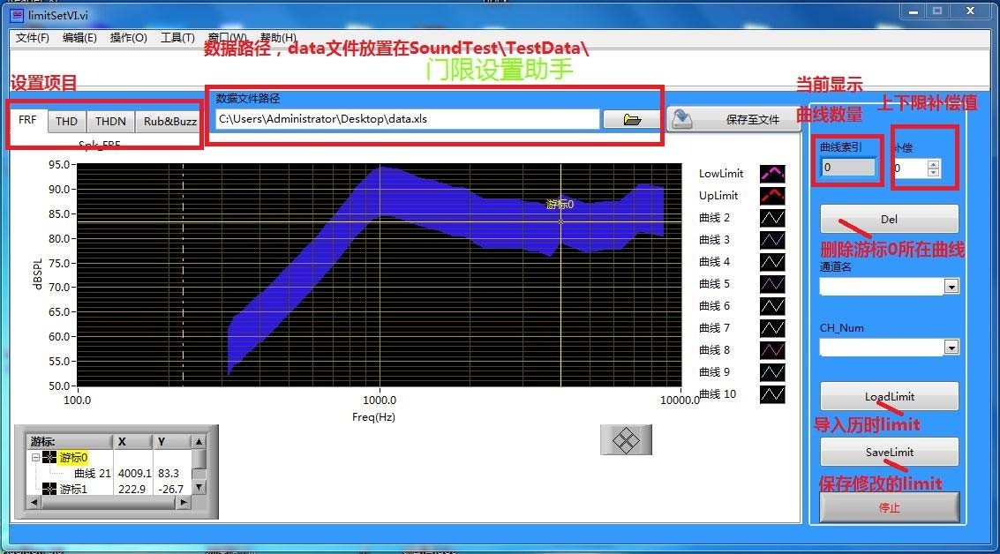 limitSetVI.vi
文件(F) 编辑(E) 操作(O) 工具(T) 窗口(W) 帮助(H)
数据路径，data文件放置在SoundTest\TestData\
门限设置助手
设置项目
数据文件路径
C:\Users\Administrator\Desktop\data.xls
保存至文件
FRF THD THDN Rub&Buzz
Spk_FRF
当前显示
曲线数量
上下限补偿值
曲线索引
0
补偿
0
Del
删除游标0所在曲线
通道名
CH_Num
LoadLimit
导入历时limit
SaveLimit
保存修改的limit
停止
95.0
90.0
85.0
80.0
75.0
70.0
65.0
60.0
55.0
50.0
dBSPL
游标0
100.0 1000.0 10000.0
Freq(Hz)
LowLimit
UpLimit
曲线 2
曲线 3
曲线 4
曲线 5
曲线 6
曲线 7
曲线 8
曲线 9
曲线 10
游标: X Y
游标0
曲线 21 4009.1 83.3
游标1 222.9 -26.7